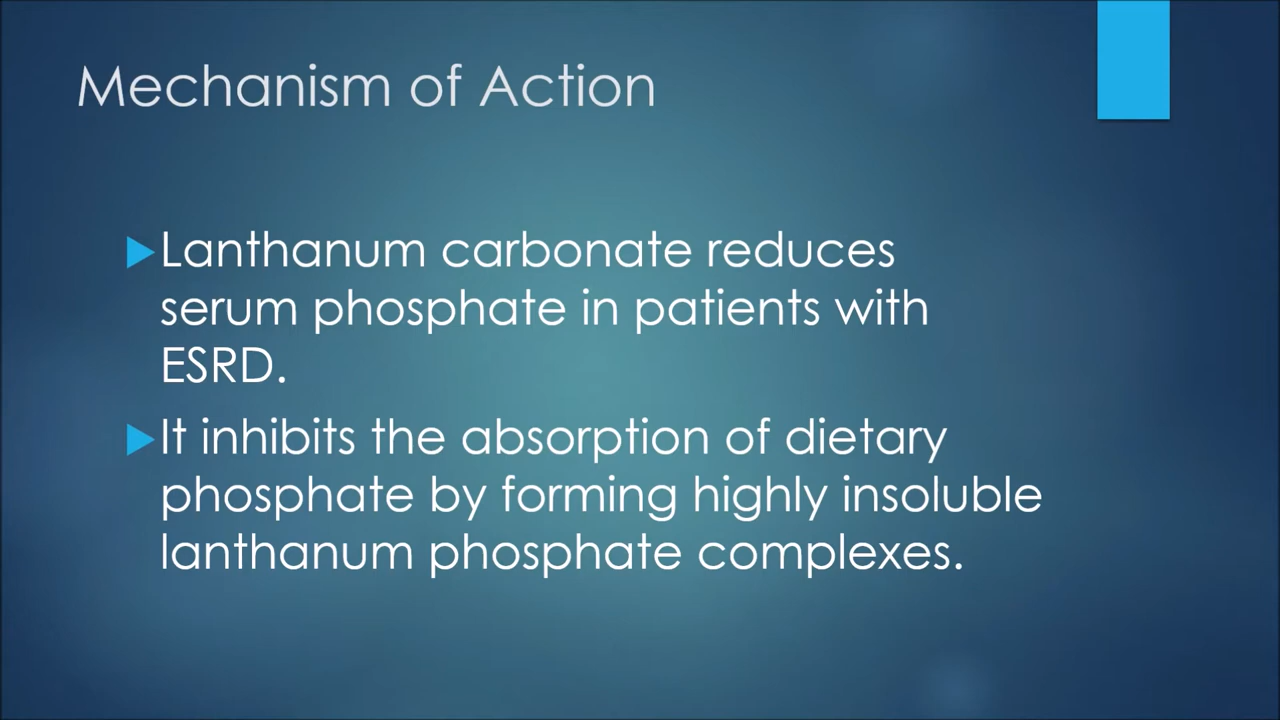 Mechanism of Action
Lanthanum carbonate reduces
serum phosphate in patients with
ESRD.
It inhibits the absorption of dietary
phosphate by forming highly insoluble
lanthanum phosphate complexes.